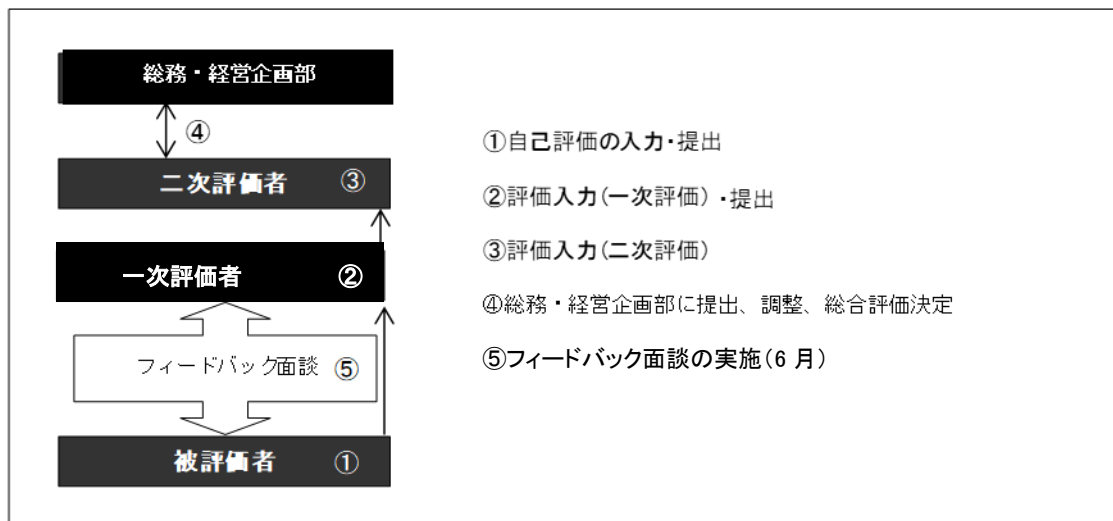 総務・経営企画部
④
二次評価者 ③
一次評価者 ②
フィードバック面談 ⑤
被評価者 ①
①自己評価の入力・提出
②評価入力(一次評価)・提出
③評価入力(二次評価)
④総務・経営企画部に提出、調整、総合評価決定
⑤フィードバック面談の実施(6 月)